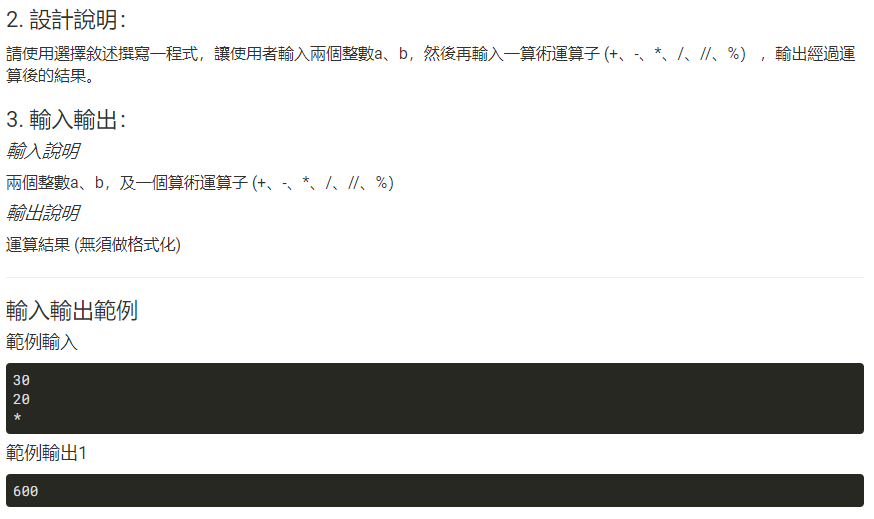 2. 設計說明：
請使用選擇敘述撰寫一程式，讓使用者輸入兩個整數a、b，然後再輸入一算術運算子 (+、-、*、/、//、%) ，輸出經過運
算後的結果。
3. 輸入輸出：
輸入說明
兩個整數a、b，及一個算術運算子 (+、-、*、/、//、%)
輸出說明
運算結果 (無須做格式化)
輸入輸出範例
範例輸入
30
20
*
範例輸出1
600